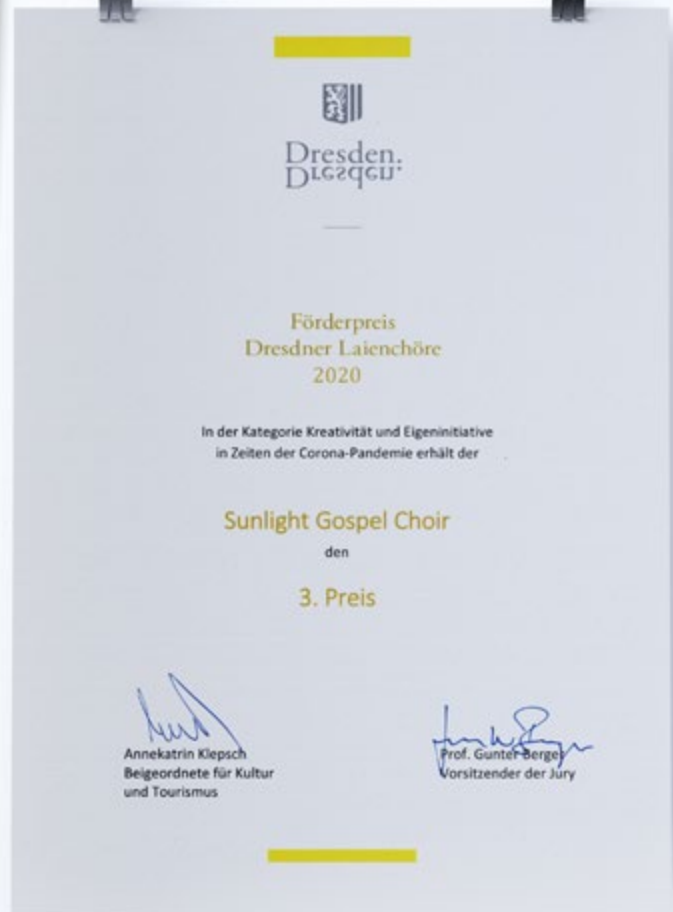 Dresden.
Dresden.
Förderpreis
Dresdner Laienchöre
2020
In der Kategorie Kreativität und Eigeninitiative
in Zeiten der Corona-Pandemie erhält der
Sunlight Gospel Choir
den
3. Preis
Annekatrin Klepsch
Beigeordnete für Kultur
und Tourismus
Prof. Gunter Berger
Vorsitzender der Jury